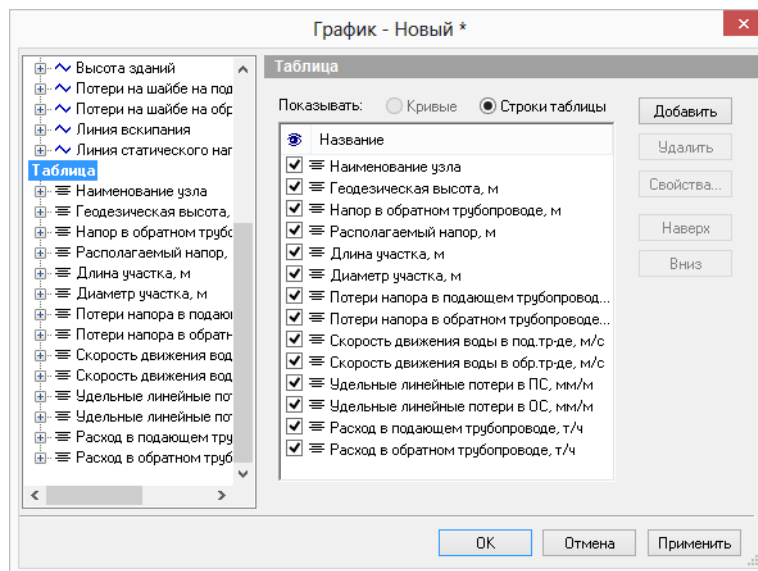 График - Новый *
Высота зданий
Потери на шайбе на под
Потери на шайбе на обр
Линия вскипания
Линия статического наг
Таблица
Наименование узла
Геодезическая высота,
Напор в обратном трубо
Располагаемый напор,
Длина участка, м
Диаметр участка, м
Потери напора в подаю
Потери напора в обратн
Скорость движения вод
Скорость движения вод
Удельные линейные по
Удельные линейные по
Расход в подающем тру
Расход в обратном труб
Таблица
Показывать: Кривые Строки таблицы
Название
Наименование узла
Геодезическая высота, м
Напор в обратном трубопроводе, м
Располагаемый напор, м
Длина участка, м
Диаметр участка, м
Потери напора в подающем трубопровод...
Потери напора в обратном трубопроводе...
Скорость движения воды в под.тр-де, м/с
Скорость движения воды в обр.тр-де, м/с
Удельные линейные потери в ПС, мм/м
Удельные линейные потери в ОС, мм/м
Расход в подающем трубопроводе, т/ч
Расход в обратном трубопроводе, т/ч
Добавить
Удалить
Свойства...
Наверх
Вниз
OK Отмена Применить